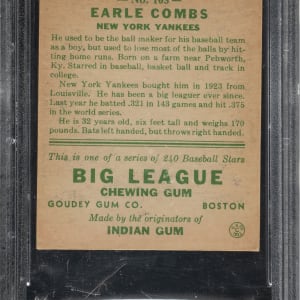 No. 103
EARLE COMBS
NEW YORK YANKEES
He used to be the ball maker for his baseball
team as a boy, but used to lose most of the balls by hit-
ting home runs. Born on a farm near Pebworth,
Ky. Starred in baseball, basket ball and track in
college.
New York Yankees bought him in 1923 from
Louisville. He has been a big leaguer ever since.
Last year he batted .321 in 143 games and hit .375
in the world series.
He is 32 years old, six feet tall and weighs 170
pounds. Bats left handed, but throws right handed.
This is one of a series of 240 Baseball Stars
BIG LEAGUE
CHEWING GUM
GOUDEY GUM CO. BOSTON
Made by the originators of
INDIAN GUM